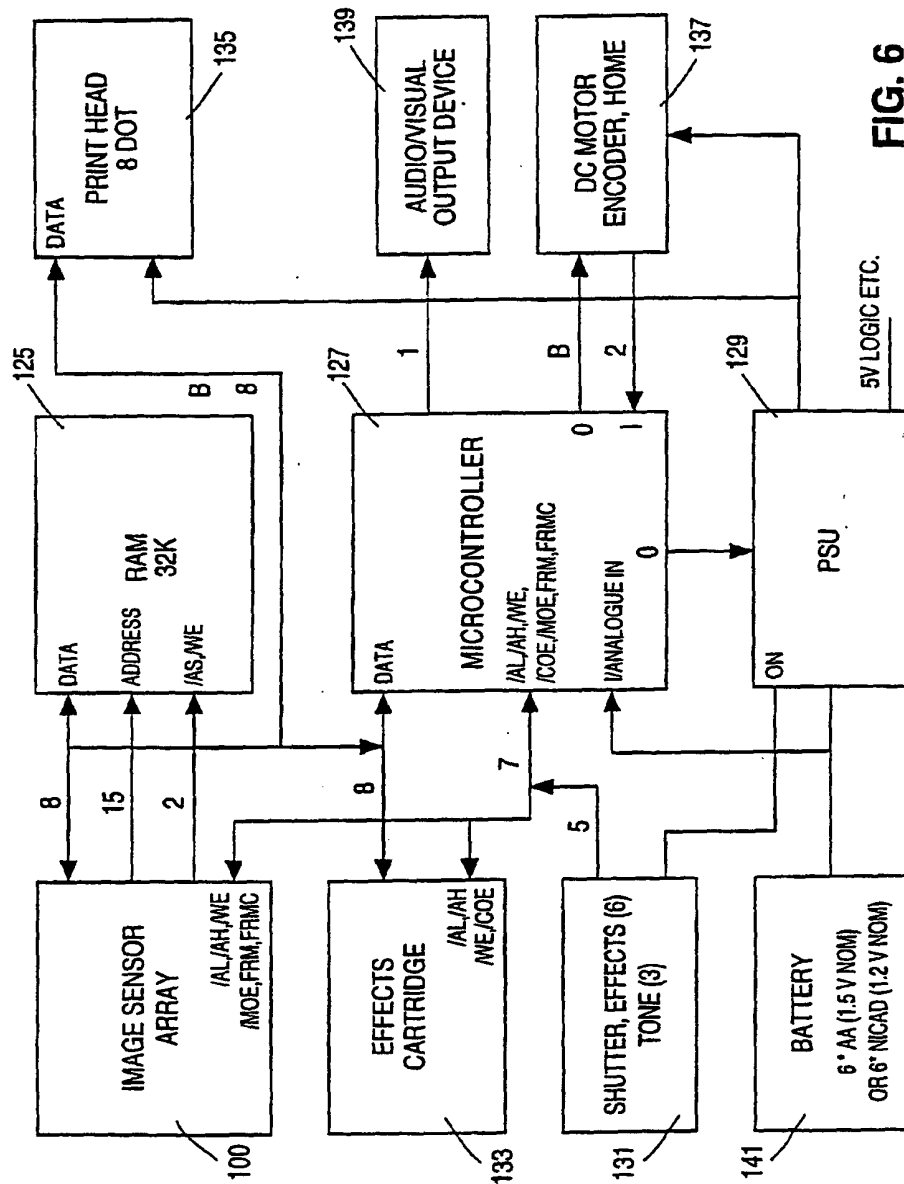 IMAGE SENSOR
ARRAY
/AL/AH,/WE
/MOE,FRM,FRMC
100
8
15
2
DATA
ADDRESS
/AS,/WE
RAM
32K
125
B
8
DATA
PRINT HEAD
8 DOT
135
EFFECTS
CARTRIDGE
/AL/AH
/WE,/COE
133
B
7
DATA
MICROCONTROLLER
/AL/AH,/WE,
/COE,/MOE,FRM,FRMC
I/ANALOGUE IN
0
0
I
127
1
AUDIO/VISUAL
OUTPUT DEVICE
139
B
2
DC MOTOR
ENCODER, HOME
137
SHUTTER, EFFECTS (6)
TONE (3)
131
5
BATTERY
6* AA (1.5 V NOM)
OR 6* NICAD (1.2 V NOM)
141
ON
PSU
129
5V LOGIC ETC.
FIG. 6